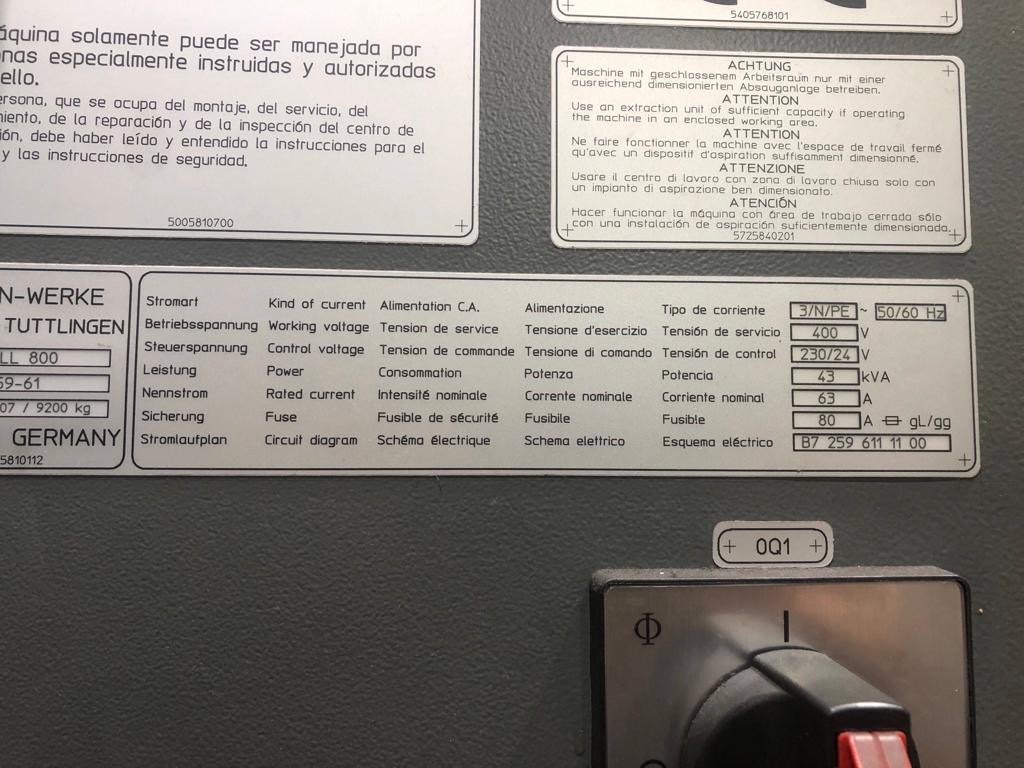 5405768101
áquina solamente puede ser manejada por
nas especialmente instruidas y autorizadas
ello.
ersona, que se ocupa del montaje, del servicio, del
miento, de la reparación y de la inspección del centro de
ión, debe haber leído y entendido la instrucciones para el
y las instrucciones de seguridad.
5005810700
ACHTUNG
Maschine mit geschlossenem Arbeitsraum nur mit einer
ausreichend dimensionierten Absauganlage betreiben.
ATTENTION
Use an extraction unit of sufficient capacity if operating
the machine in an enclosed working area.
ATTENTION
Ne faire fonctionner la machine avec l'espace de travail fermé
qu'avec un dispositif d'aspiration suffisamment dimensionné.
ATTENZIONE
Usare il centro di lavoro con zona di lavoro chiusa solo con
un impianto di aspirazione ben dimensionato.
ATENCIÓN
Hacer funcionar la máquina con área de trabajo cerrada sólo
con una instalación de aspiración suficientemente dimensionada.
5725840201
N-WERKE
TUTTLINGEN
LL 800
59-61
07 / 9200 kg
GERMANY
5810112
Stromart Kind of current Alimentation C.A. Alimentazione Tipo de corriente 3/N/PE ~ 50/60 Hz
Betriebsspannung Working voltage Tension de service Tensione d'esercizio Tensión de servicio 400 V
Steuerspannung Control voltage Tension de commande Tensione di comando Tensión de control 230/24 V
Leistung Power Consommation Potenza Potencia 43 kVA
Nennstrom Rated current Intensité nominale Corrente nominale Corriente nominal 63 A
Sicherung Fuse Fusible de sécurité Fusibile Fusible 80 A gL/gg
Stromlaufplan Circuit diagram Schéma électrique Schema elettrico Esquema eléctrico B7 259 611 11 00
0Q1
I